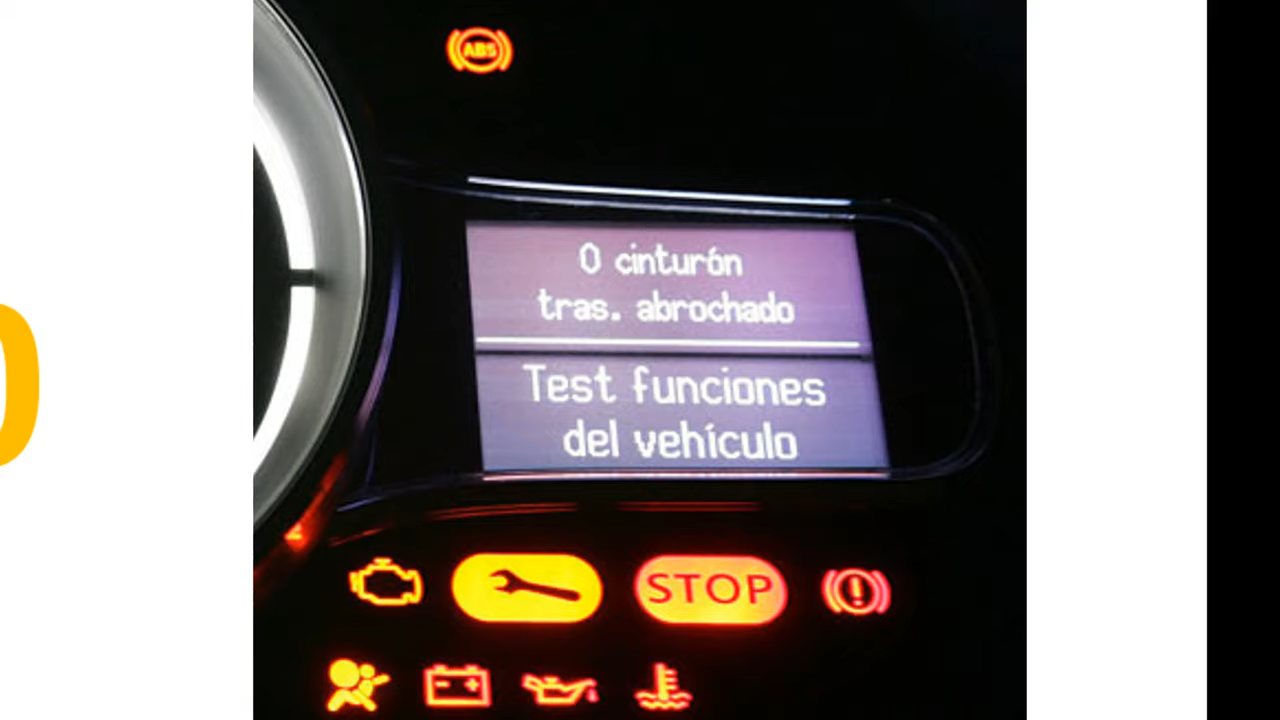 ABS
0 cinturón
tras. abrochado
Test funciones
del vehículo
STOP